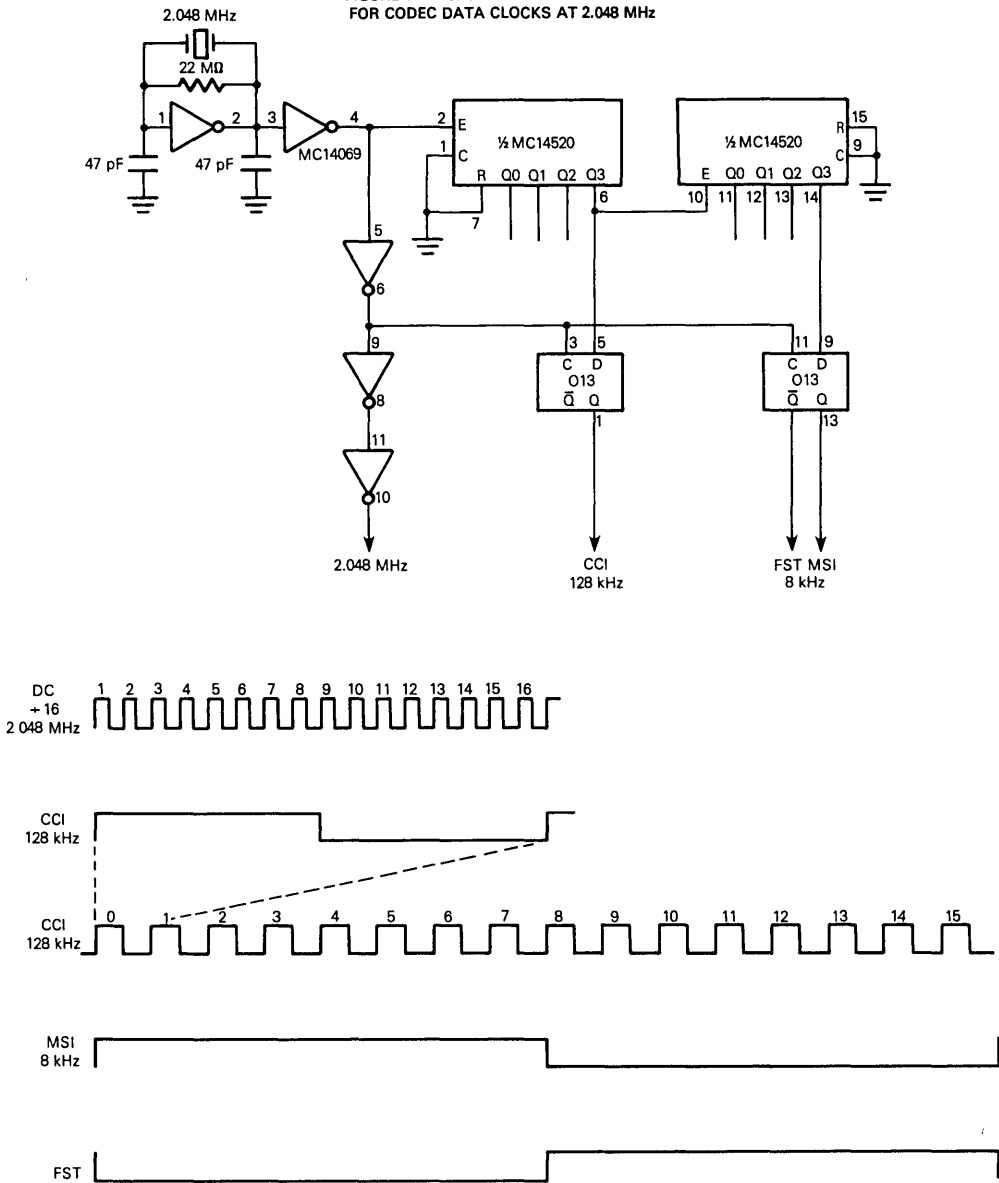 FOR CODEC DATA CLOCKS AT 2.048 MHz
2.048 MHz
22 MΩ
1 2 3 4
MC14069
47 pF 47 pF
2 E
1 C
½ MC14520
R Q0 Q1 Q2 Q3
7 6
½ MC14520
R 15
C 9
E Q0 Q1 Q2 Q3
10 11 12 13 14
5
6
9
8
11
10
3 5
C D
O13
Q̅ Q
1
11 9
C D
O13
Q̅ Q
13
2.048 MHz
CCI
128 kHz
FST MSI
8 kHz
DC
÷ 16
2 048 MHz
1 2 3 4 5 6 7 8 9 10 11 12 13 14 15 16
CCI
128 kHz
CCI
128 kHz
0 1 2 3 4 5 6 7 8 9 10 11 12 13 14 15
MSI
8 kHz
FST